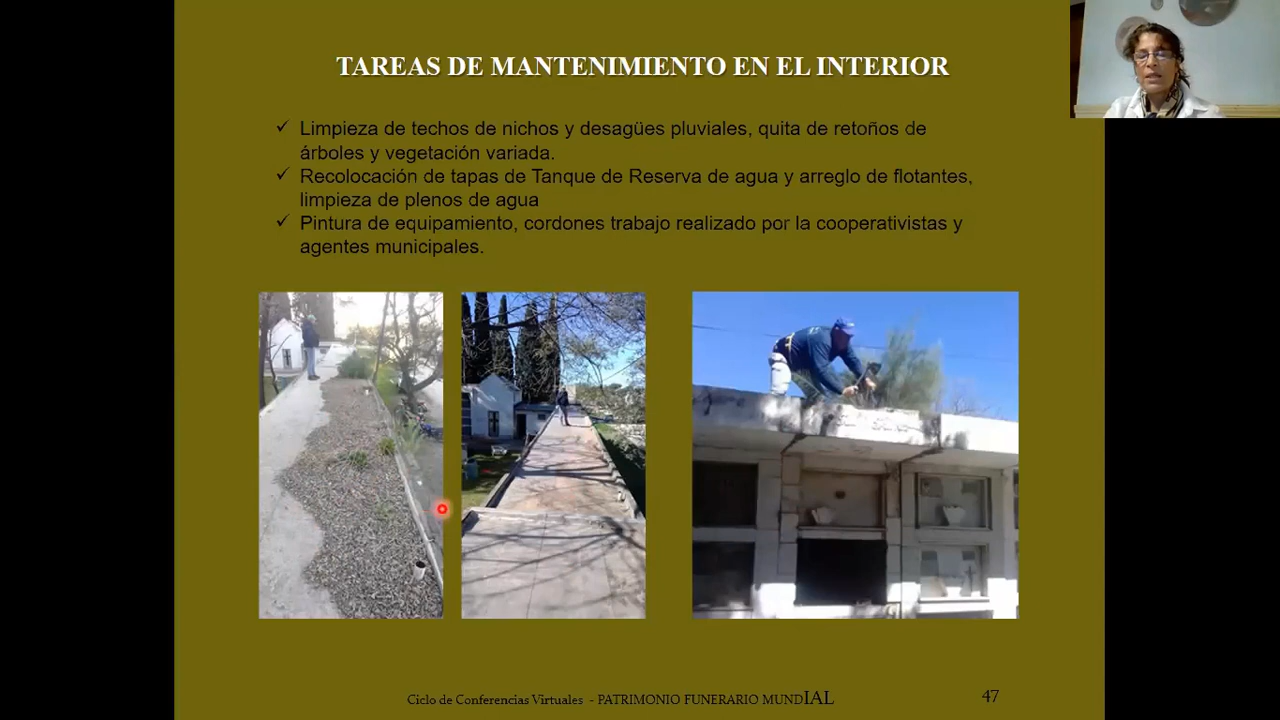 TAREAS DE MANTENIMIENTO EN EL INTERIOR
✓ Limpieza de techos de nichos y desagües pluviales, quita de retoños de
árboles y vegetación variada.
✓ Recolocación de tapas de Tanque de Reserva de agua y arreglo de flotantes,
limpieza de plenos de agua
✓ Pintura de equipamiento, cordones trabajo realizado por la cooperativistas y
agentes municipales.
Ciclo de Conferencias Virtuales - PATRIMONIO FUNERARIO MUNDIAL
47